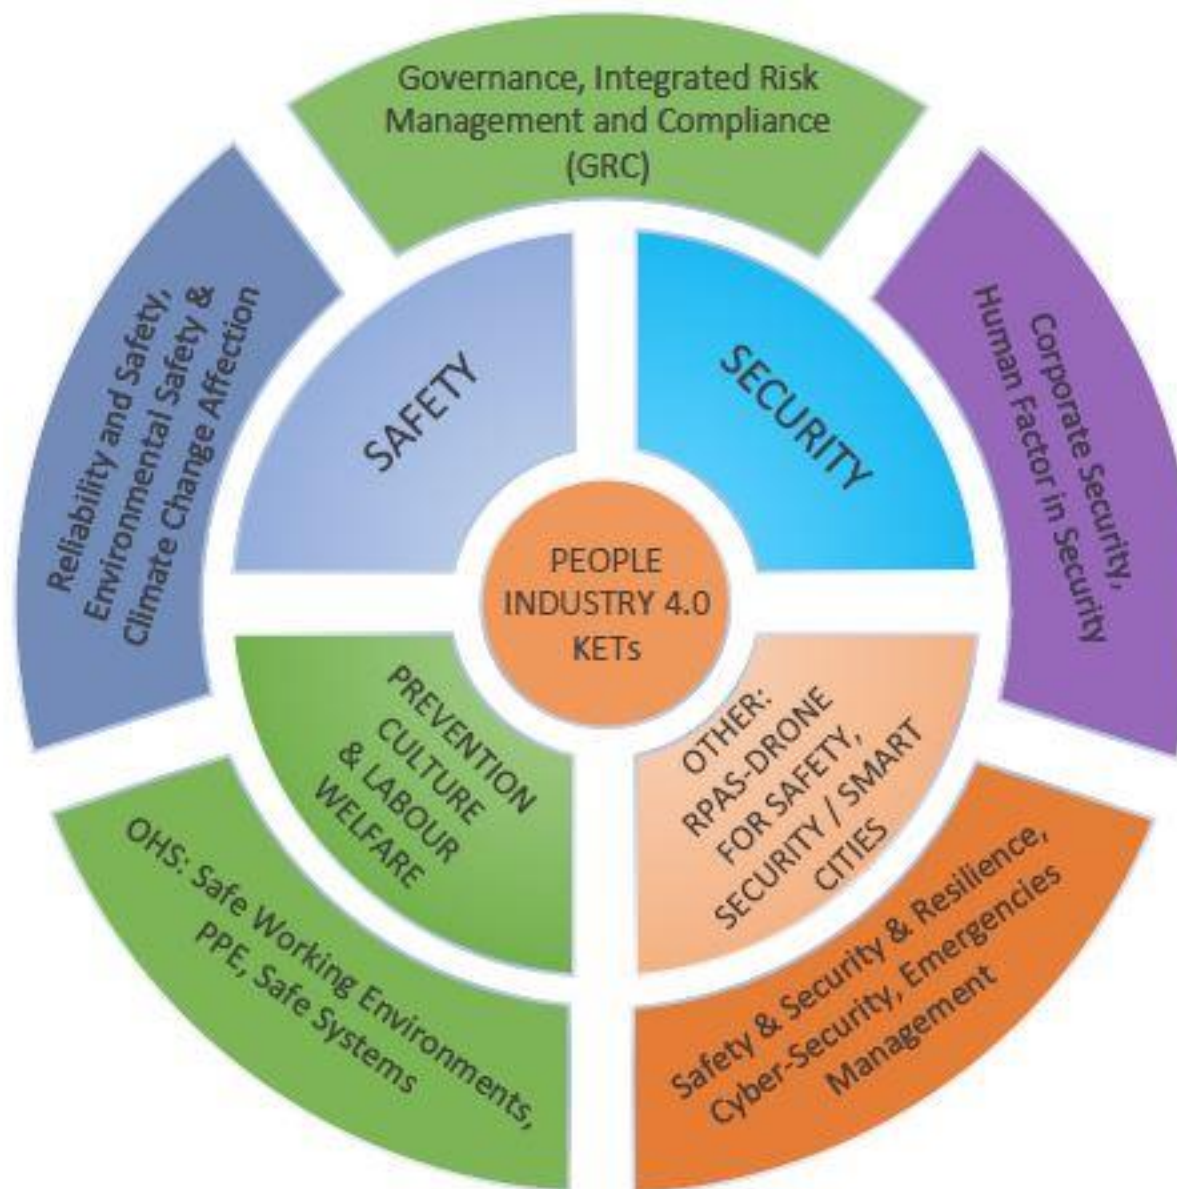 Governance, Integrated Risk
Management and Compliance
(GRC)
Corporate Security,
Human Factor in Security
Safety & Security & Resilience,
Cyber-Security, Emergencies
Management
OHS: Safe Working Environments,
PPE, Safe Systems
Reliability and Safety,
Environmental Safety &
Climate Change Affection
SAFETY
SECURITY
OTHER:
RPAS-DRONE
FOR SAFETY,
SECURITY / SMART
CITIES
PREVENTION
CULTURE
& LABOUR
WELFARE
PEOPLE
INDUSTRY 4.0
KETs